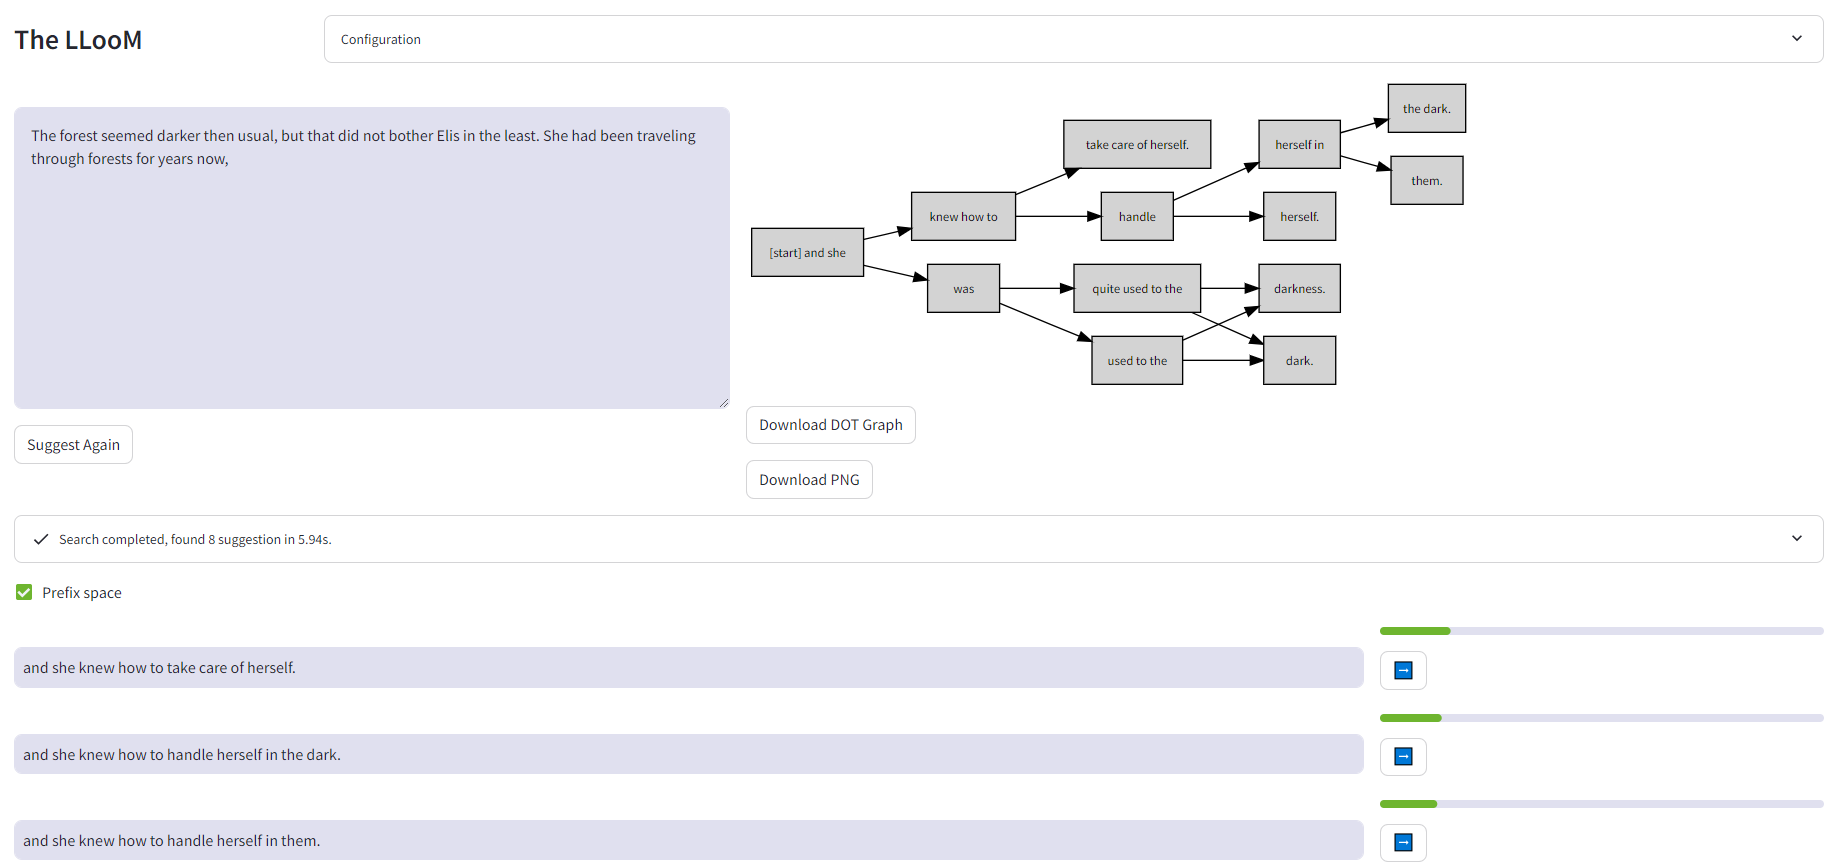 The LLooM
Configuration
The forest seemed darker then usual, but that did not bother Elis in the least. She had been traveling
through forests for years now,
Suggest Again
[start] and she
knew how to
was
take care of herself.
handle
quite used to the
used to the
herself in
herself.
darkness.
dark.
the dark.
them.
Download DOT Graph
Download PNG
Search completed, found 8 suggestion in 5.94s.
Prefix space
and she knew how to take care of herself.
and she knew how to handle herself in the dark.
and she knew how to handle herself in them.